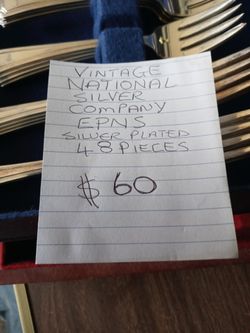 VINTAGE
NATIONAL
SILVER
COMPANY
EPNS
SILVER PLATED
48 PIECES
$60